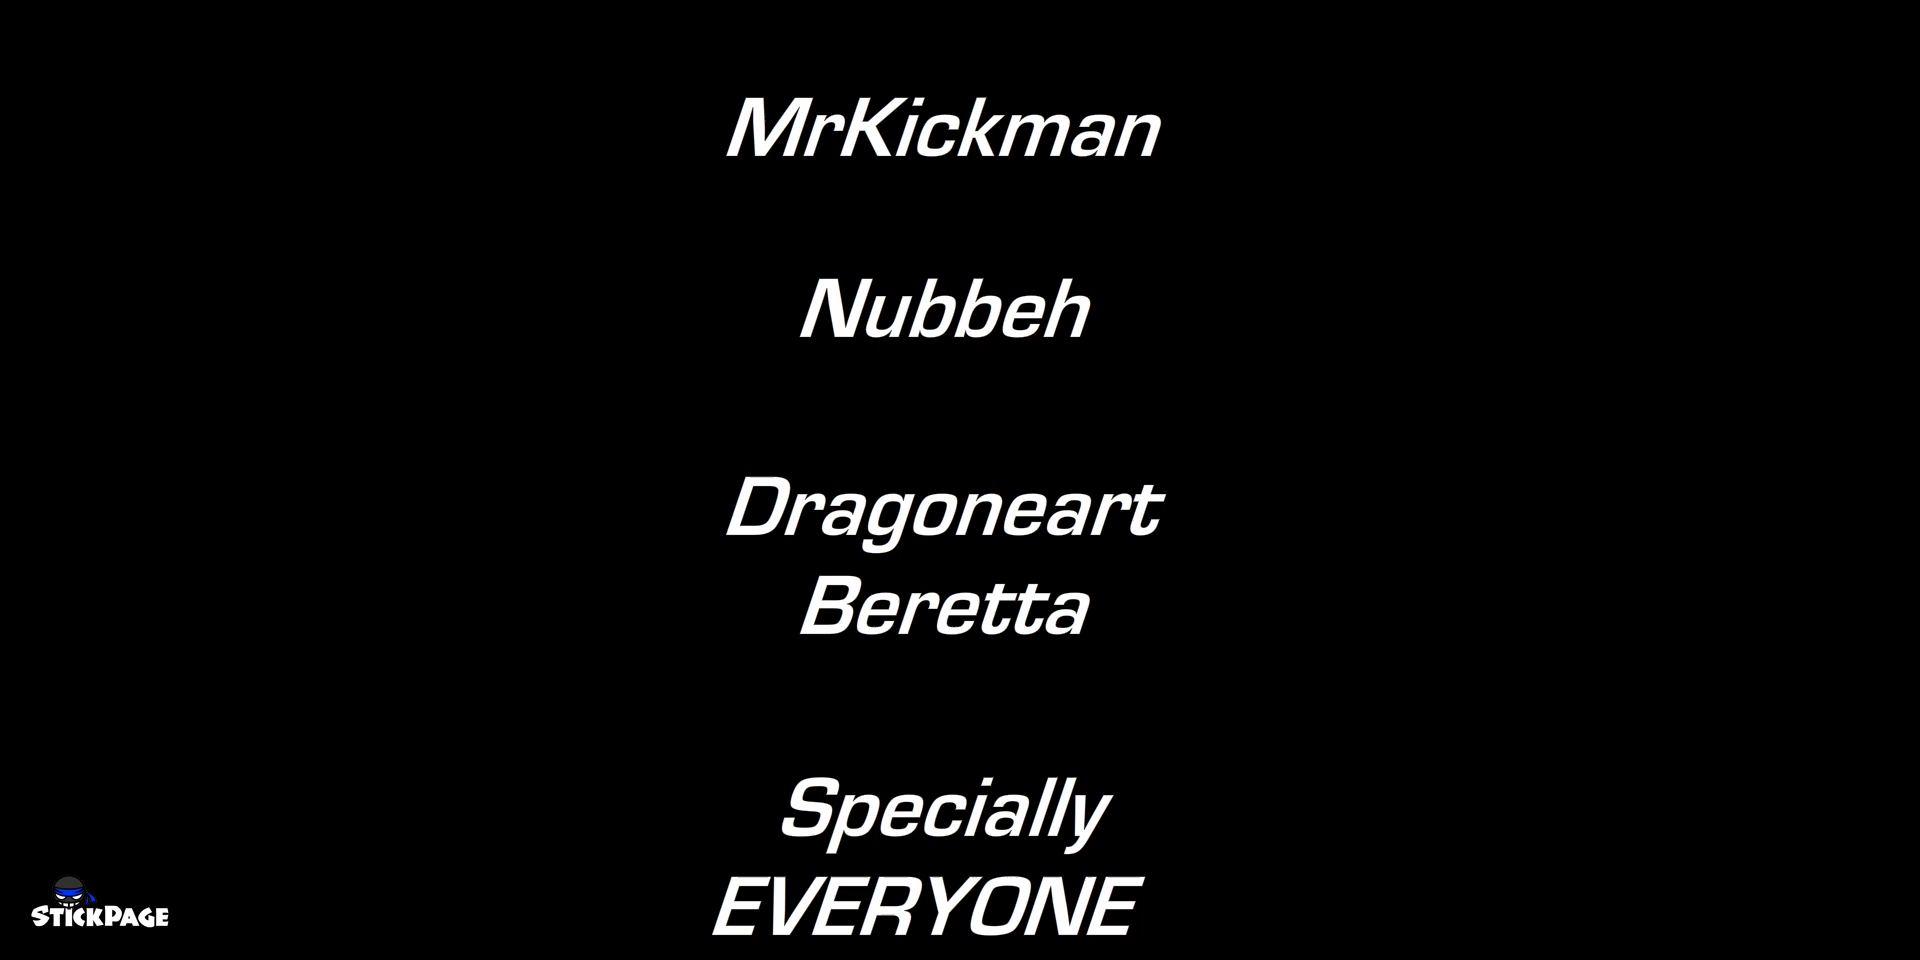 MrKickman
Nubbeh
Dragoneart
Beretta
Specially
EVERYONE
STICKPAGE